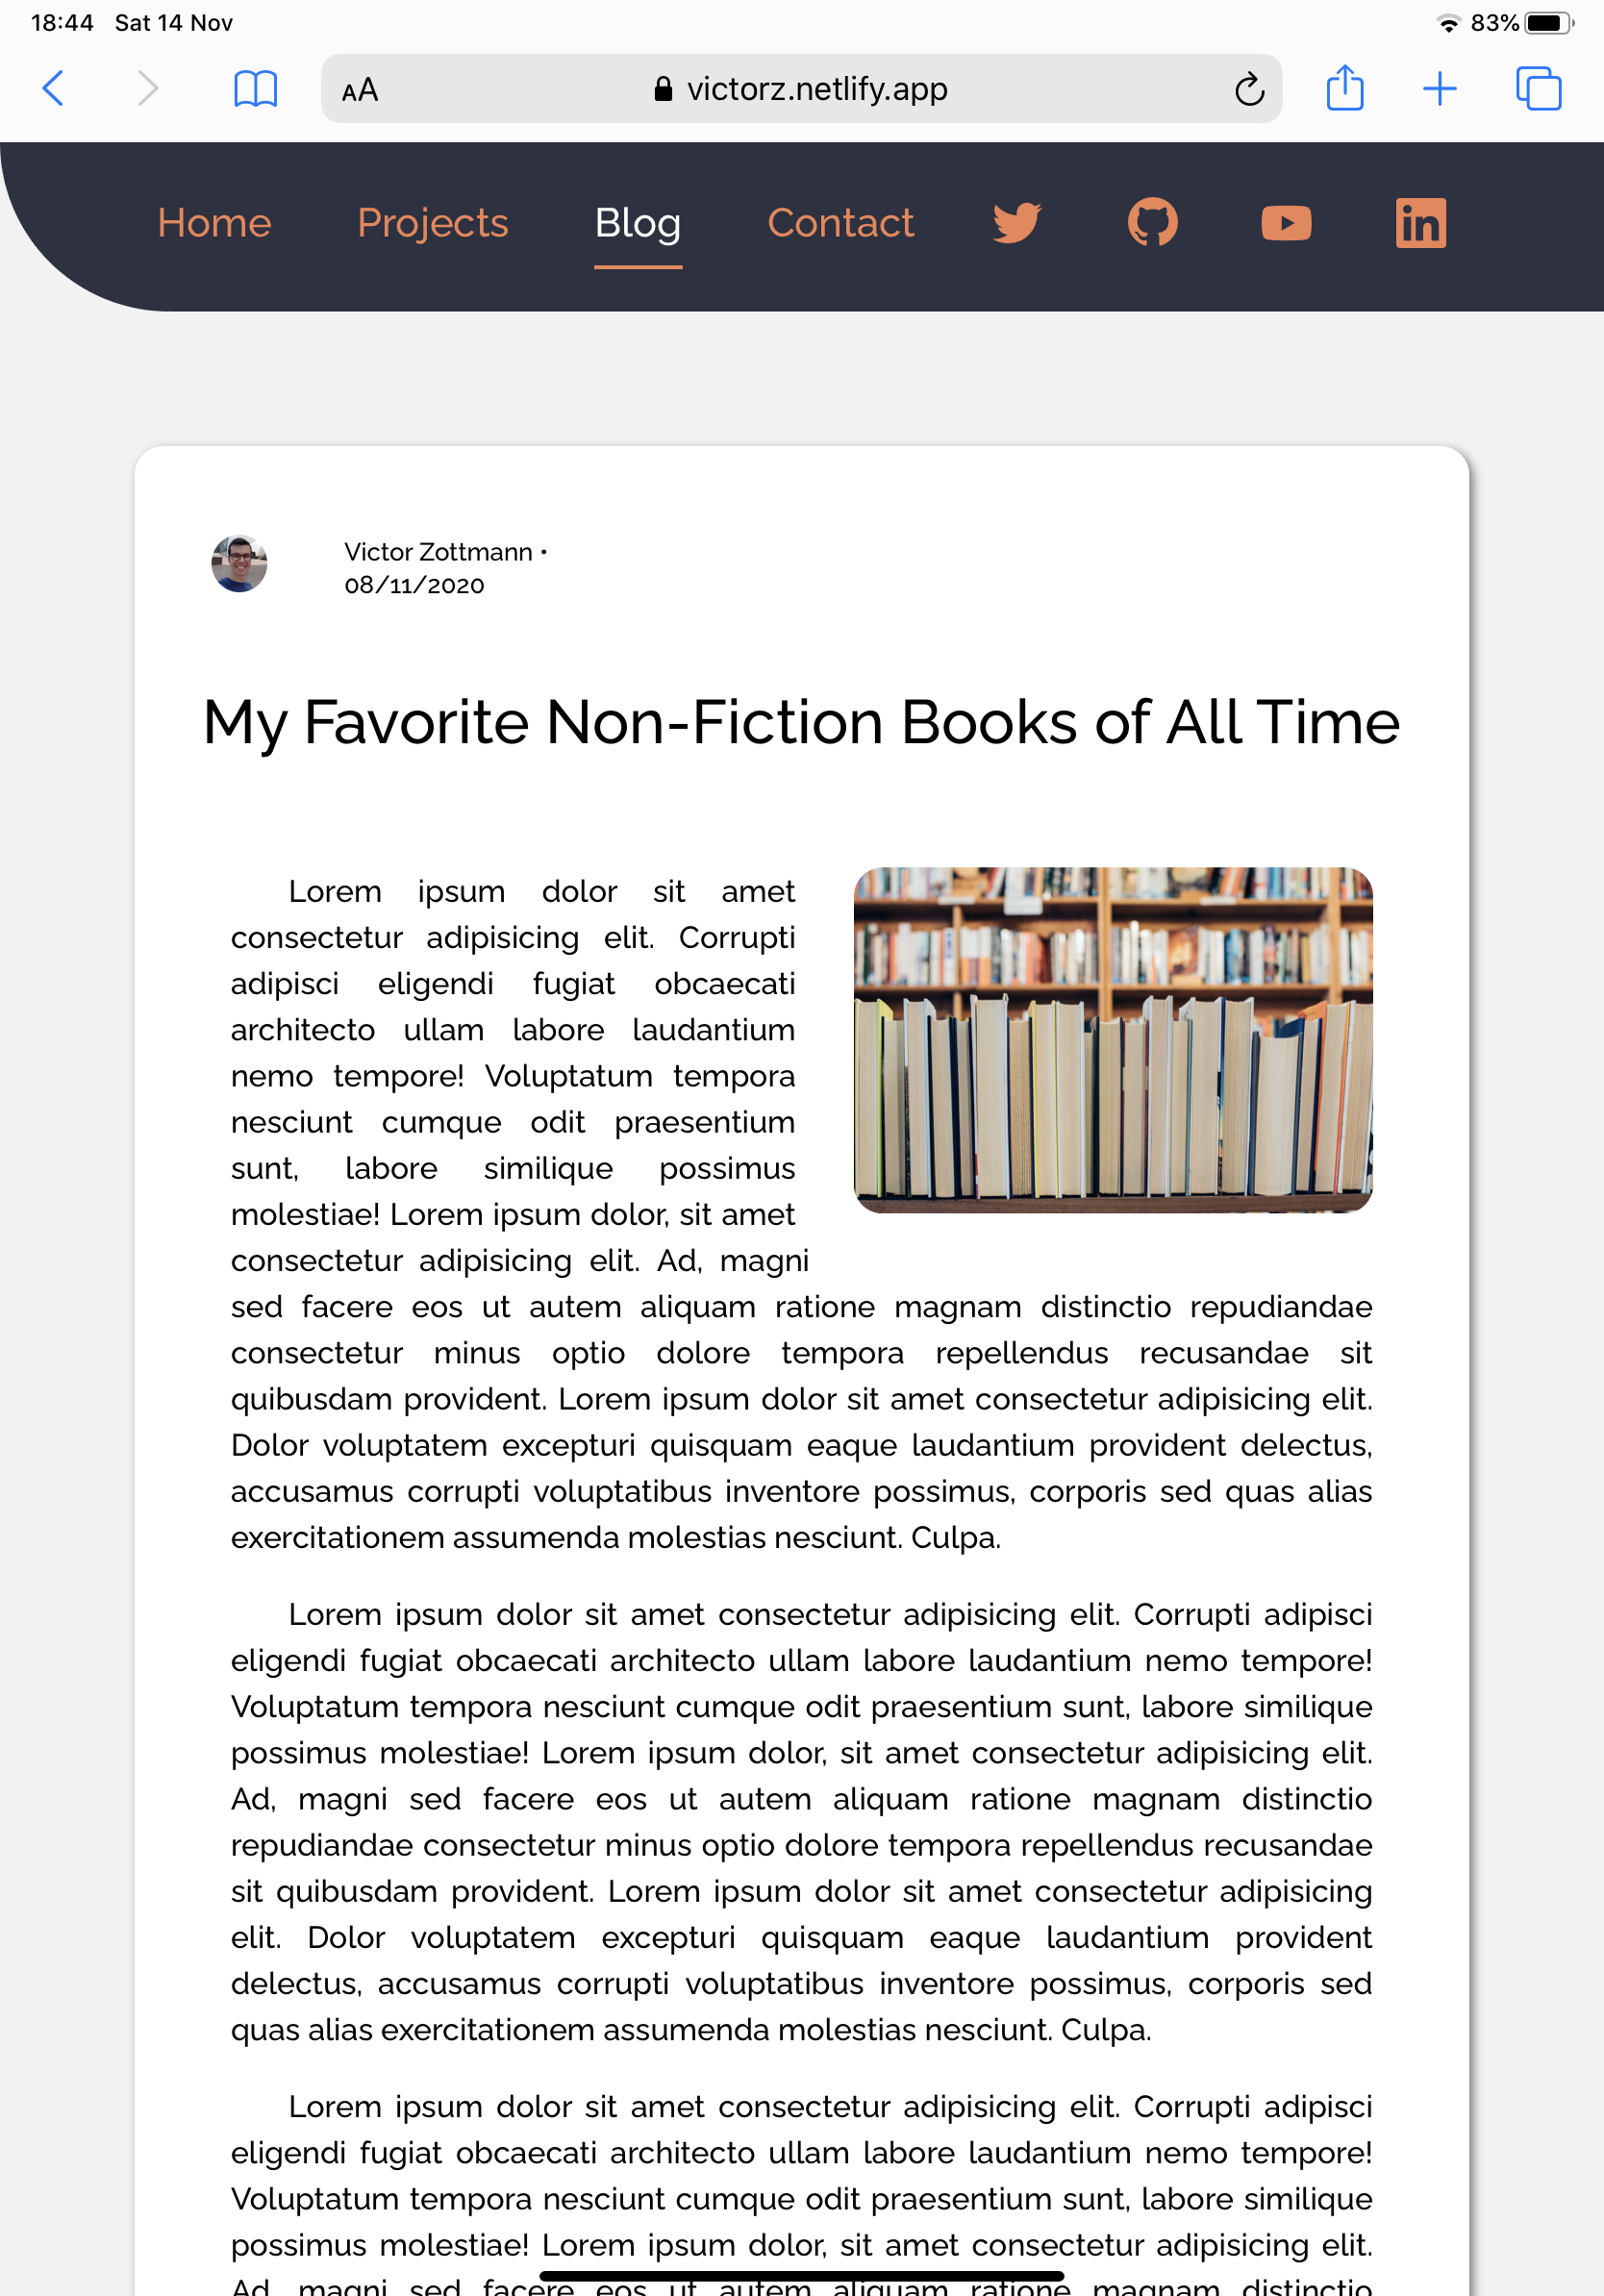 18:44 Sat 14 Nov 83%
AA victorz.netlify.app
Home Projects Blog Contact in
Victor Zottmann •
08/11/2020
My Favorite Non-Fiction Books of All Time
Lorem ipsum dolor sit amet
consectetur adipisicing elit. Corrupti
adipisci eligendi fugiat obcaecati
architecto ullam labore laudantium
nemo tempore! Voluptatum tempora
nesciunt cumque odit praesentium
sunt, labore similique possimus
molestiae! Lorem ipsum dolor, sit amet
consectetur adipisicing elit. Ad, magni
sed facere eos ut autem aliquam ratione magnam distinctio repudiandae
consectetur minus optio dolore tempora repellendus recusandae sit
quibusdam provident. Lorem ipsum dolor sit amet consectetur adipisicing elit.
Dolor voluptatem excepturi quisquam eaque laudantium provident delectus,
accusamus corrupti voluptatibus inventore possimus, corporis sed quas alias
exercitationem assumenda molestias nesciunt. Culpa.
Lorem ipsum dolor sit amet consectetur adipisicing elit. Corrupti adipisci
eligendi fugiat obcaecati architecto ullam labore laudantium nemo tempore!
Voluptatum tempora nesciunt cumque odit praesentium sunt, labore similique
possimus molestiae! Lorem ipsum dolor, sit amet consectetur adipisicing elit.
Ad, magni sed facere eos ut autem aliquam ratione magnam distinctio
repudiandae consectetur minus optio dolore tempora repellendus recusandae
sit quibusdam provident. Lorem ipsum dolor sit amet consectetur adipisicing
elit. Dolor voluptatem excepturi quisquam eaque laudantium provident
delectus, accusamus corrupti voluptatibus inventore possimus, corporis sed
quas alias exercitationem assumenda molestias nesciunt. Culpa.
Lorem ipsum dolor sit amet consectetur adipisicing elit. Corrupti adipisci
eligendi fugiat obcaecati architecto ullam labore laudantium nemo tempore!
Voluptatum tempora nesciunt cumque odit praesentium sunt, labore similique
possimus molestiae! Lorem ipsum dolor, sit amet consectetur adipisicing elit.
Ad, magni sed facere eos ut autem aliquam ratione magnam distinctio